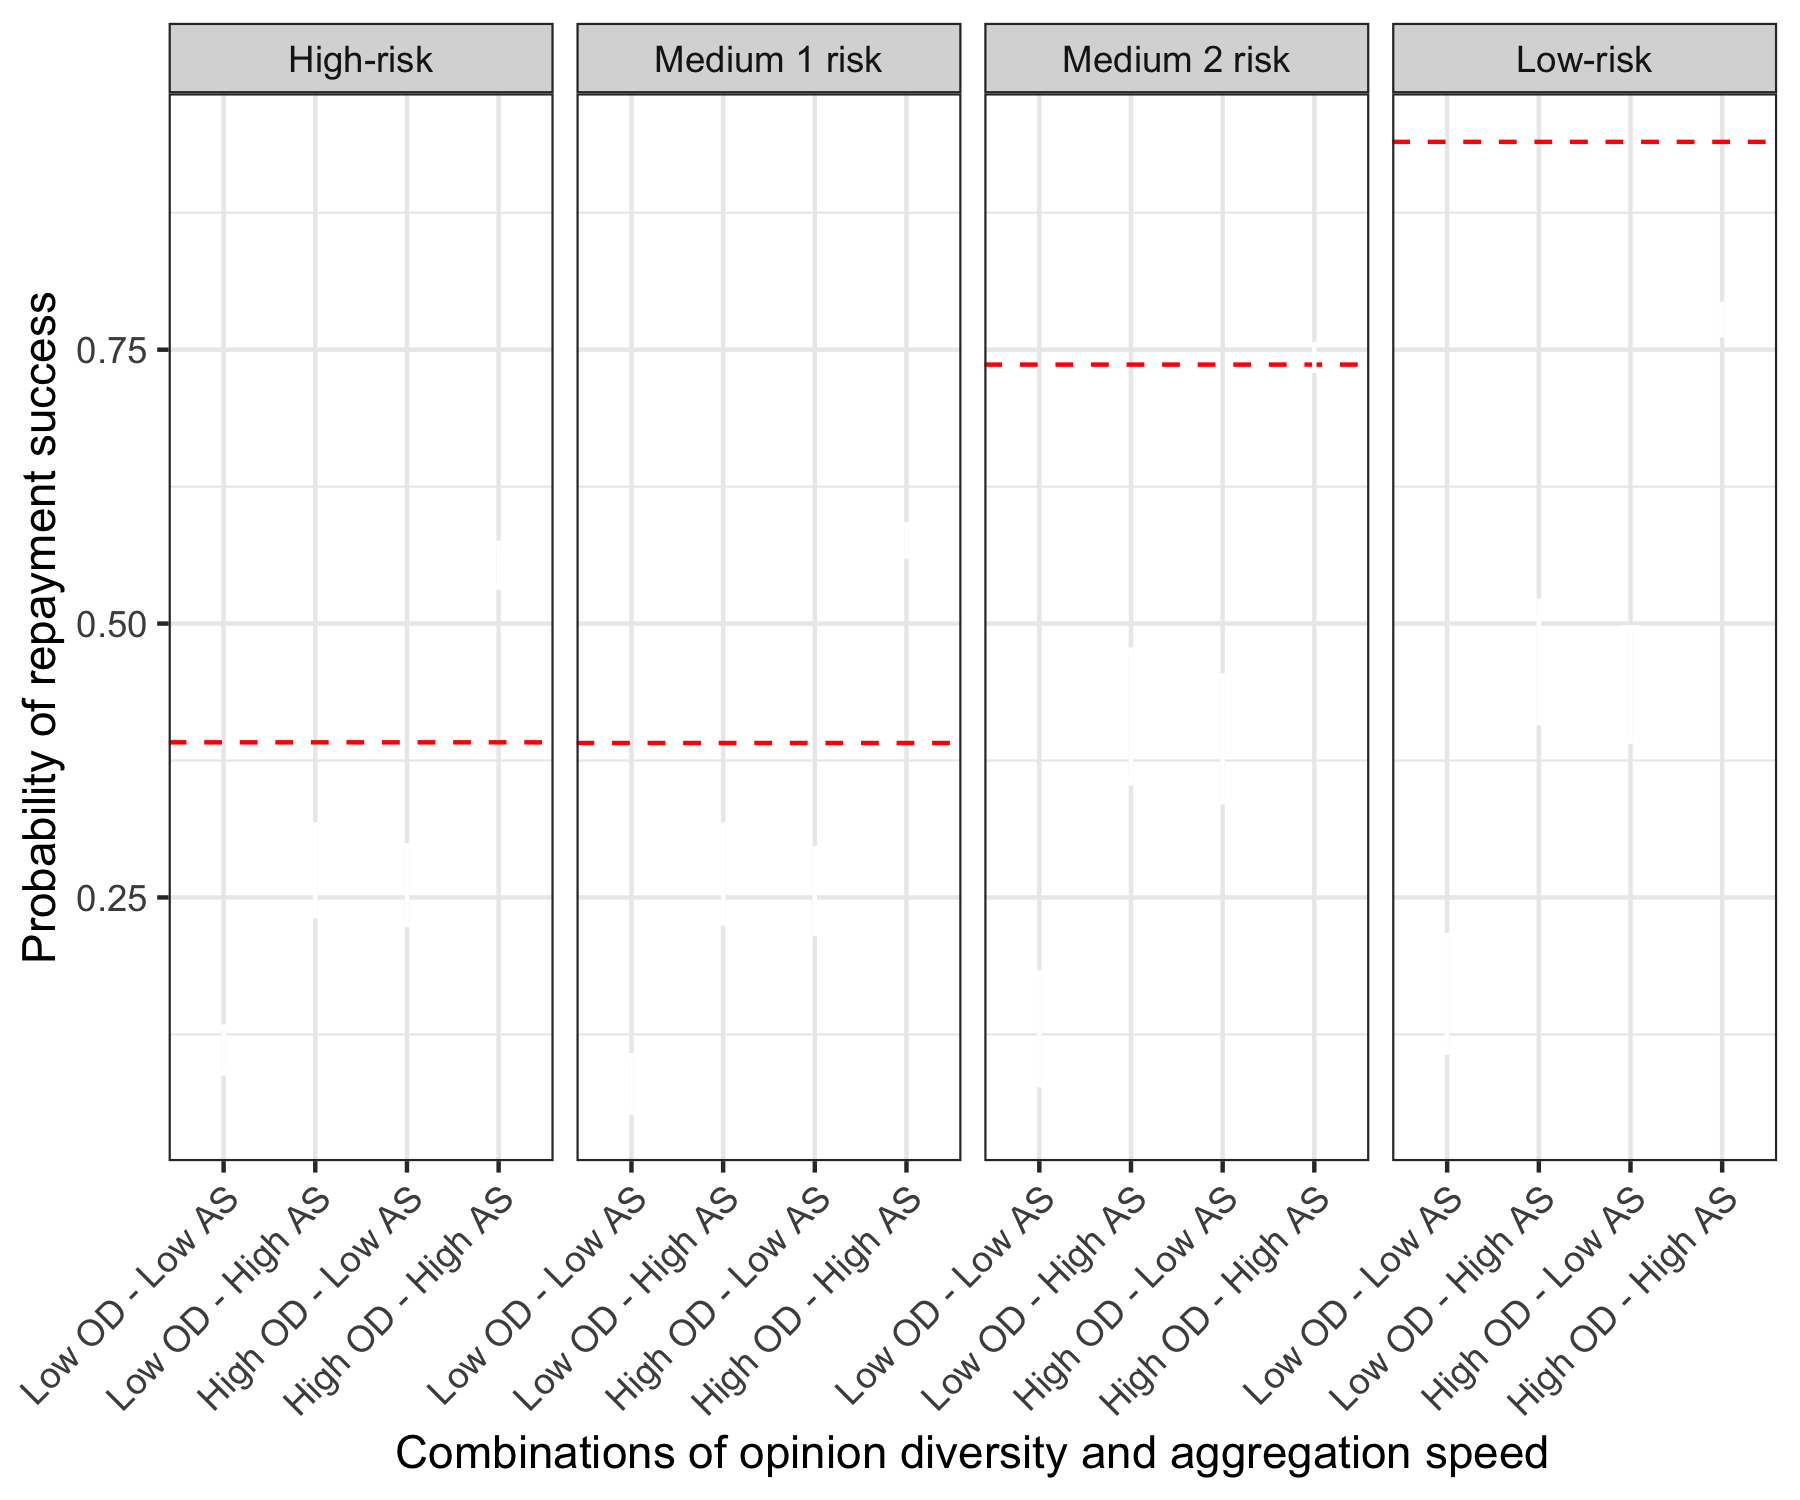 High-risk
Medium 1 risk
Medium 2 risk
Low-risk
Probability of repayment success
0.75
0.50
0.25
Low OD - Low AS
Low OD - High AS
High OD - Low AS
High OD - High AS
Low OD - Low AS
Low OD - High AS
High OD - Low AS
High OD - High AS
Low OD - Low AS
Low OD - High AS
High OD - Low AS
High OD - High AS
Low OD - Low AS
Low OD - High AS
High OD - Low AS
High OD - High AS
Combinations of opinion diversity and aggregation speed